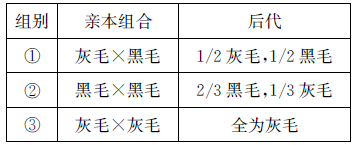 组别 亲本组合 后代
① 灰毛×黑毛 1/2灰毛,1/2黑毛
② 黑毛×黑毛 2/3黑毛,1/3灰毛
③ 灰毛×灰毛 全为灰毛